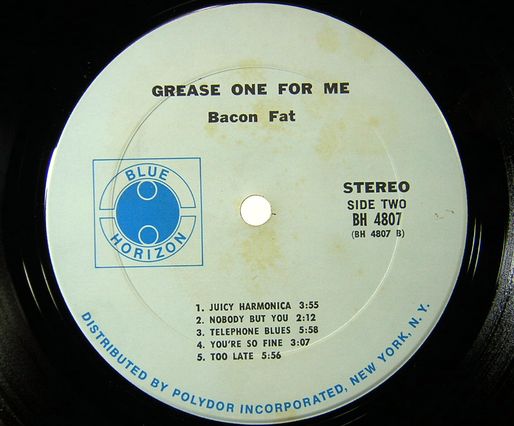 GREASE ONE FOR ME
Bacon Fat
BLUE
HORIZON
STEREO
SIDE TWO
BH 4807
(BH 4807 B)
1. JUICY HARMONICA 3:55
2. NOBODY BUT YOU 2:12
3. TELEPHONE BLUES 5:58
4. YOU'RE SO FINE 3:07
5. TOO LATE 5:56
DISTRIBUTED BY POLYDOR INCORPORATED, NEW YORK, N.Y.